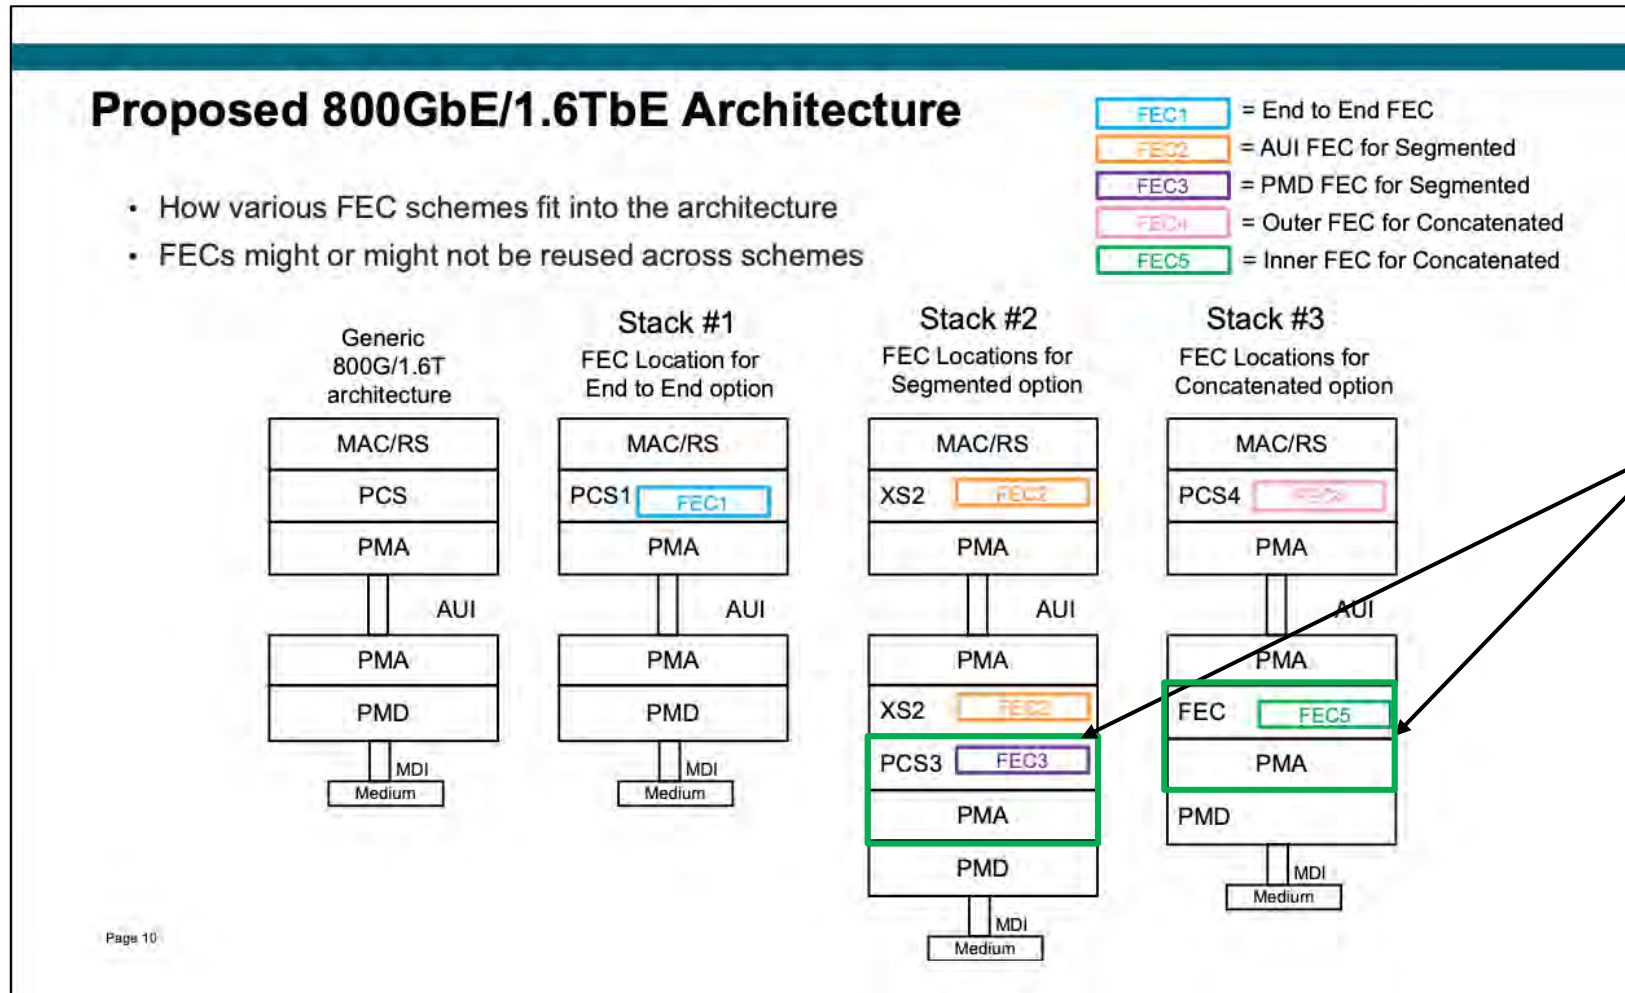 Proposed 800GbE/1.6TbE Architecture
• How various FEC schemes fit into the architecture
• FECs might or might not be reused across schemes
FEC1 = End to End FEC
FEC2 = AUI FEC for Segmented
FEC3 = PMD FEC for Segmented
FEC4 = Outer FEC for Concatenated
FEC5 = Inner FEC for Concatenated
Generic
800G/1.6T
architecture
MAC/RS
PCS
PMA
AUI
PMA
PMD
MDI
Medium
Stack #1
FEC Location for
End to End option
MAC/RS
PCS1 FEC1
PMA
AUI
PMA
PMD
MDI
Medium
Stack #2
FEC Locations for
Segmented option
MAC/RS
XS2 FEC2
PMA
AUI
PMA
XS2 FEC2
PCS3 FEC3
PMA
PMD
MDI
Medium
Stack #3
FEC Locations for
Concatenated option
MAC/RS
PCS4 FEC4
PMA
AUI
PMA
FEC FEC5
PMA
PMD
MDI
Medium
Page 10